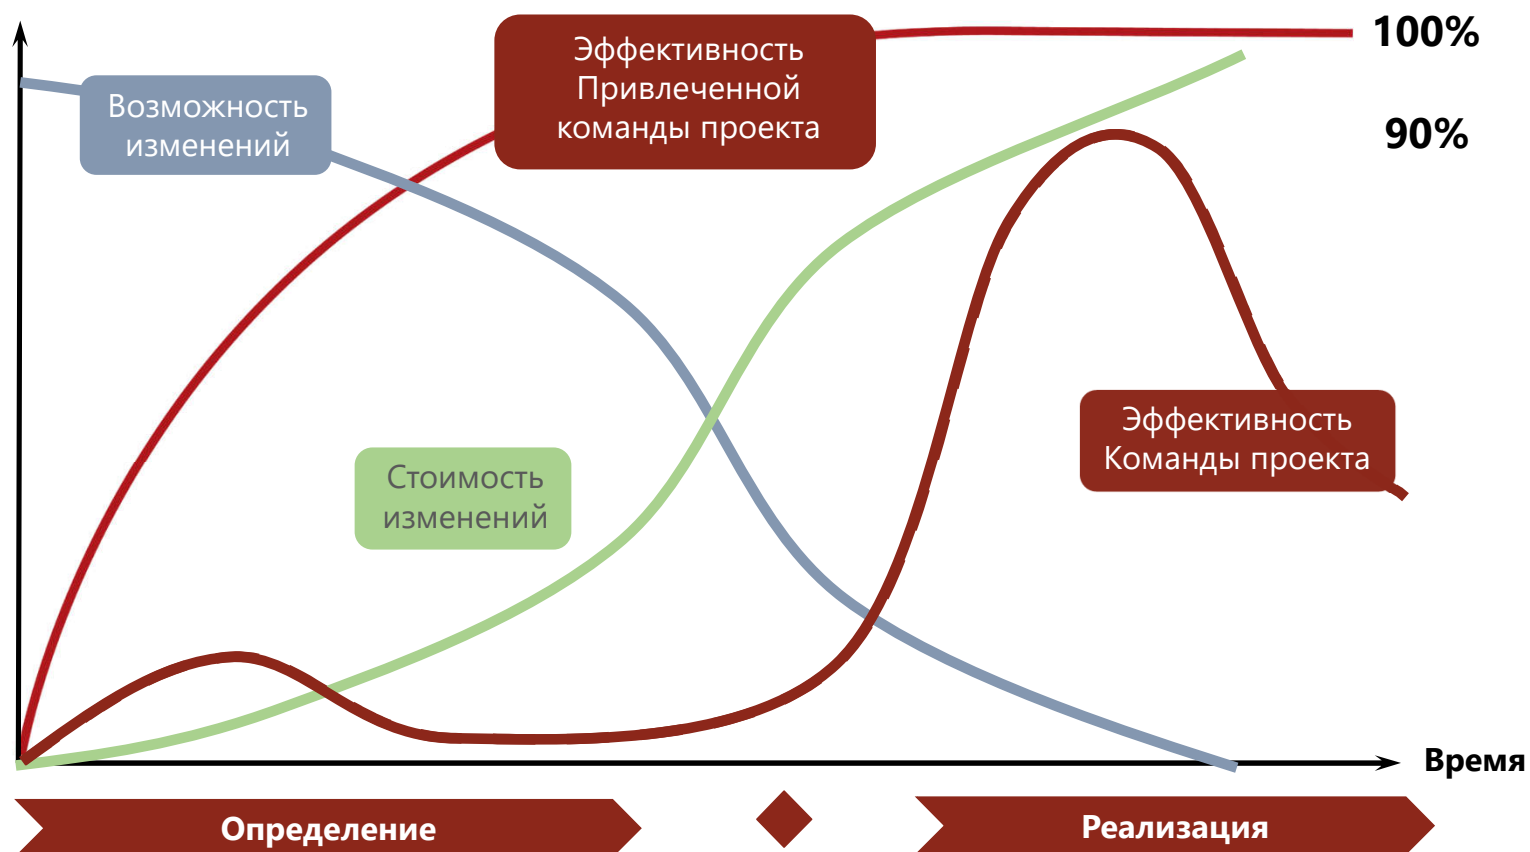 Эффективность
Привлеченной
команды проекта
100%
Возможность
изменений
90%
Эффективность
Команды проекта
Стоимость
изменений
Время
Определение
Реализация